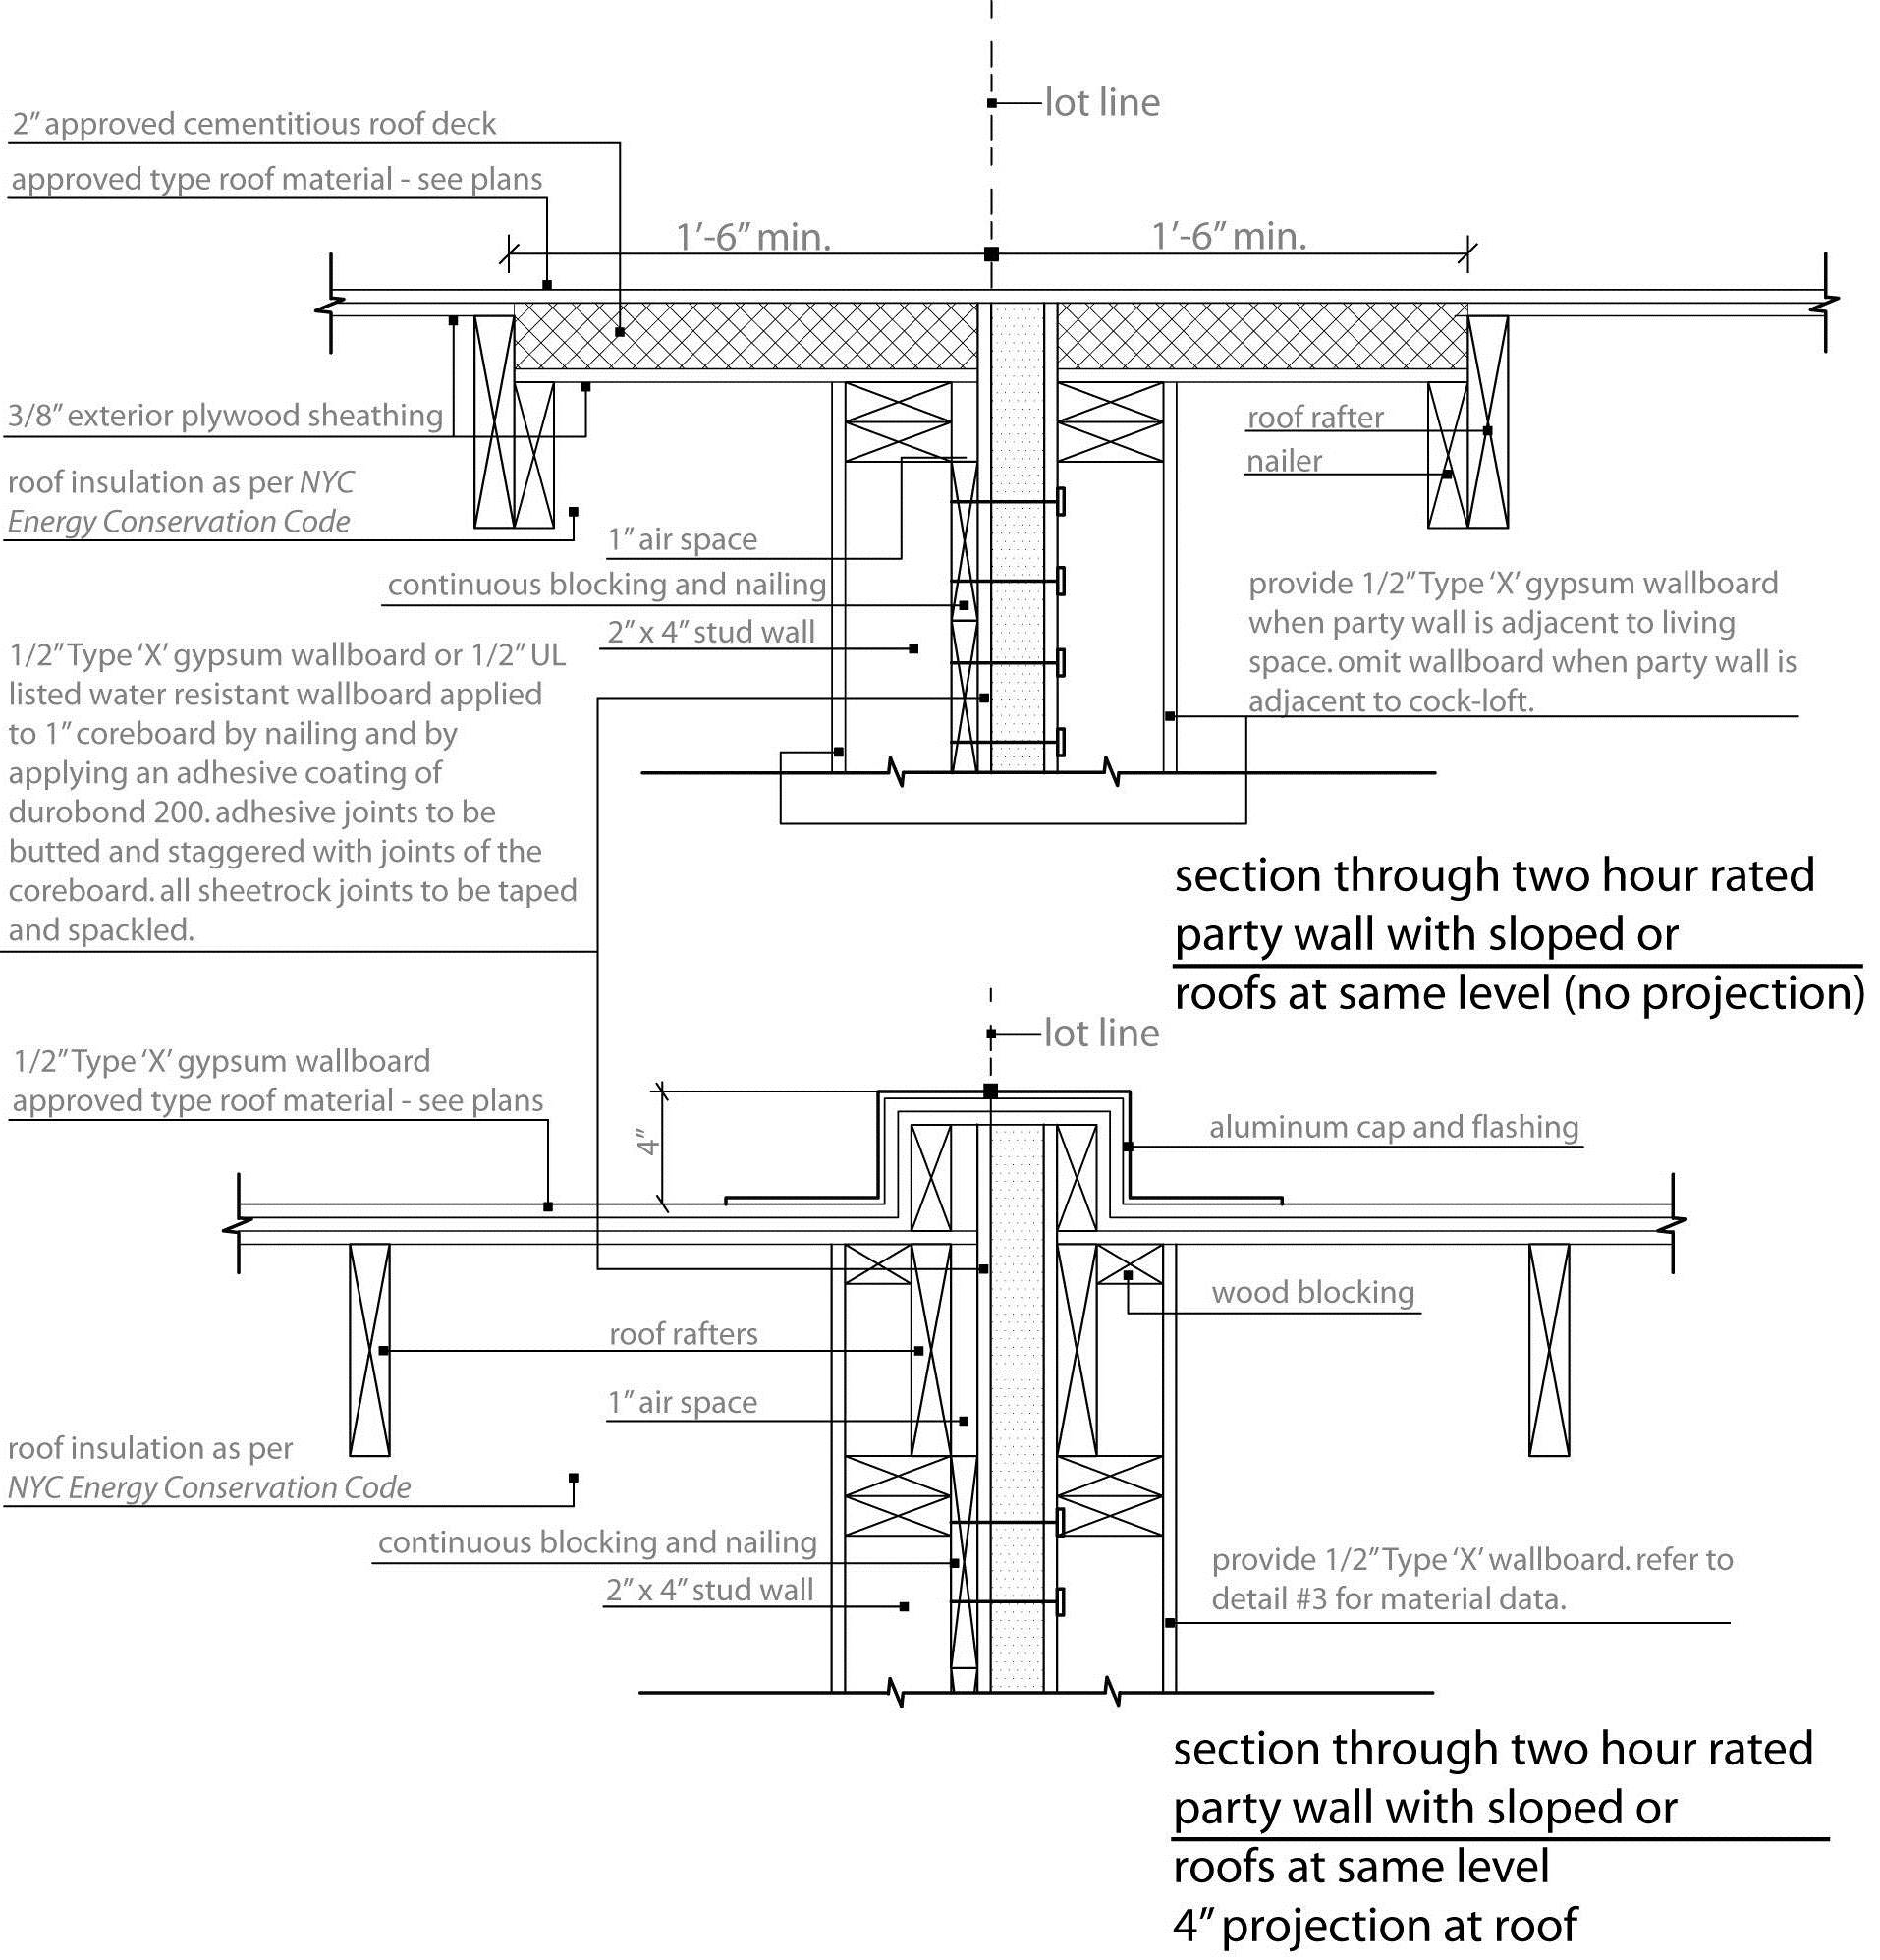 lot line
2” approved cementitious roof deck
approved type roof material - see plans
1’-6” min.
1’-6” min.
3/8” exterior plywood sheathing
roof rafter
nailer
roof insulation as per NYC
Energy Conservation Code
1” air space
continuous blocking and nailing
2” x 4” stud wall
provide 1/2” Type ‘X’ gypsum wallboard
when party wall is adjacent to living
space. omit wallboard when party wall is
adjacent to cock-loft.
1/2” Type ‘X’ gypsum wallboard or 1/2” UL
listed water resistant wallboard applied
to 1” coreboard by nailing and by
applying an adhesive coating of
durobond 200. adhesive joints to be
butted and staggered with joints of the
coreboard. all sheetrock joints to be taped
and spackled.
section through two hour rated
party wall with sloped or
roofs at same level (no projection)
lot line
1/2” Type ‘X’ gypsum wallboard
approved type roof material - see plans
4”
aluminum cap and flashing
wood blocking
roof rafters
1” air space
roof insulation as per
NYC Energy Conservation Code
continuous blocking and nailing
2” x 4” stud wall
provide 1/2” Type ‘X’ wallboard. refer to
detail #3 for material data.
section through two hour rated
party wall with sloped or
roofs at same level
4” projection at roof